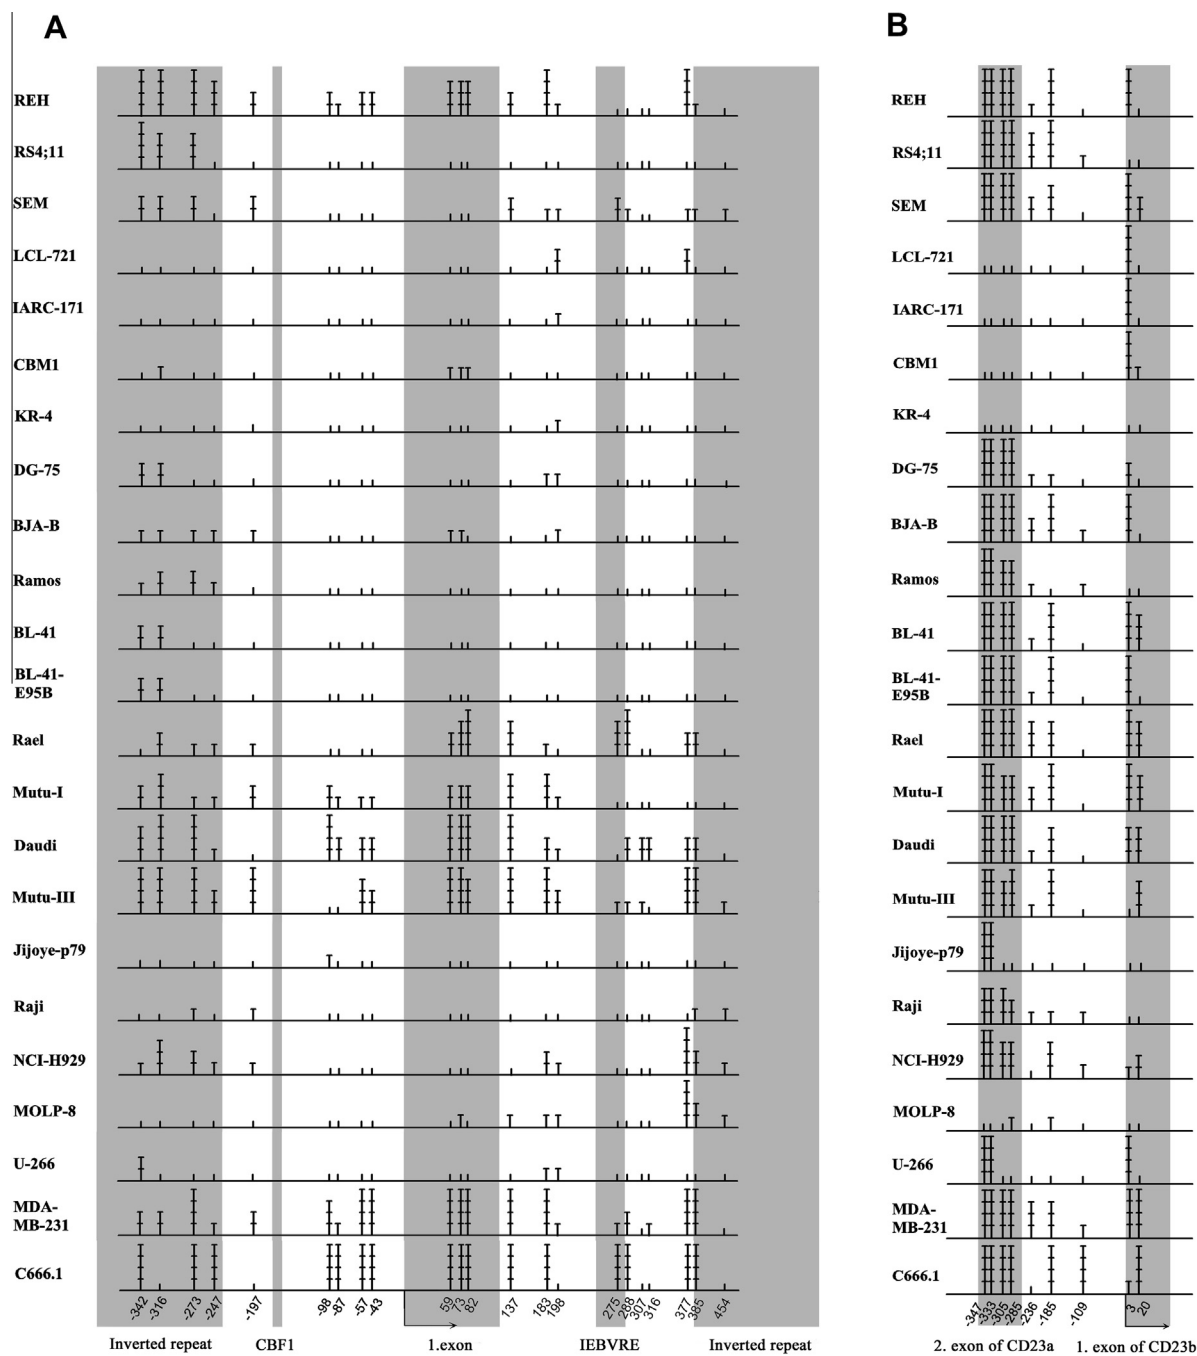 A B
REH REH
RS4;11 RS4;11
SEM SEM
LCL-721 LCL-721
IARC-171 IARC-171
CBM1 CBM1
KR-4 KR-4
DG-75 DG-75
BJA-B BJA-B
Ramos Ramos
BL-41 BL-41
BL-41- BL-41-
E95B E95B
Rael Rael
Mutu-I Mutu-I
Daudi Daudi
Mutu-III Mutu-III
Jijoye-p79 Jijoye-p79
Raji Raji
NCI-H929 NCI-H929
MOLP-8 MOLP-8
U-266 U-266
MDA- MDA-
MB-231 MB-231
C666.1 C666.1
-342 -316 -273 -247 -197 -98 -87 -57 -43 59 73 82 137 183 198 275 288 307 316 377 385 454 -347 -333 -305 -285 -236 -185 -109 3 20
Inverted repeat CBF1 1.exon IEBVRE Inverted repeat 2. exon of CD23a 1. exon of CD23b